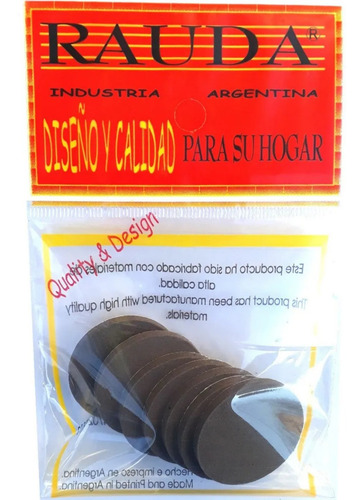 RAUDA R.
INDUSTRIA ARGENTINA
DISEÑO Y CALIDAD PARA SU HOGAR
Quality & Design
Este producto ha sido fabricado con materiales de
alta calidad.
This product has been manufactured with high quality
materials.
Hecho e impreso en Argentina.
Made and Printed in Argentina.